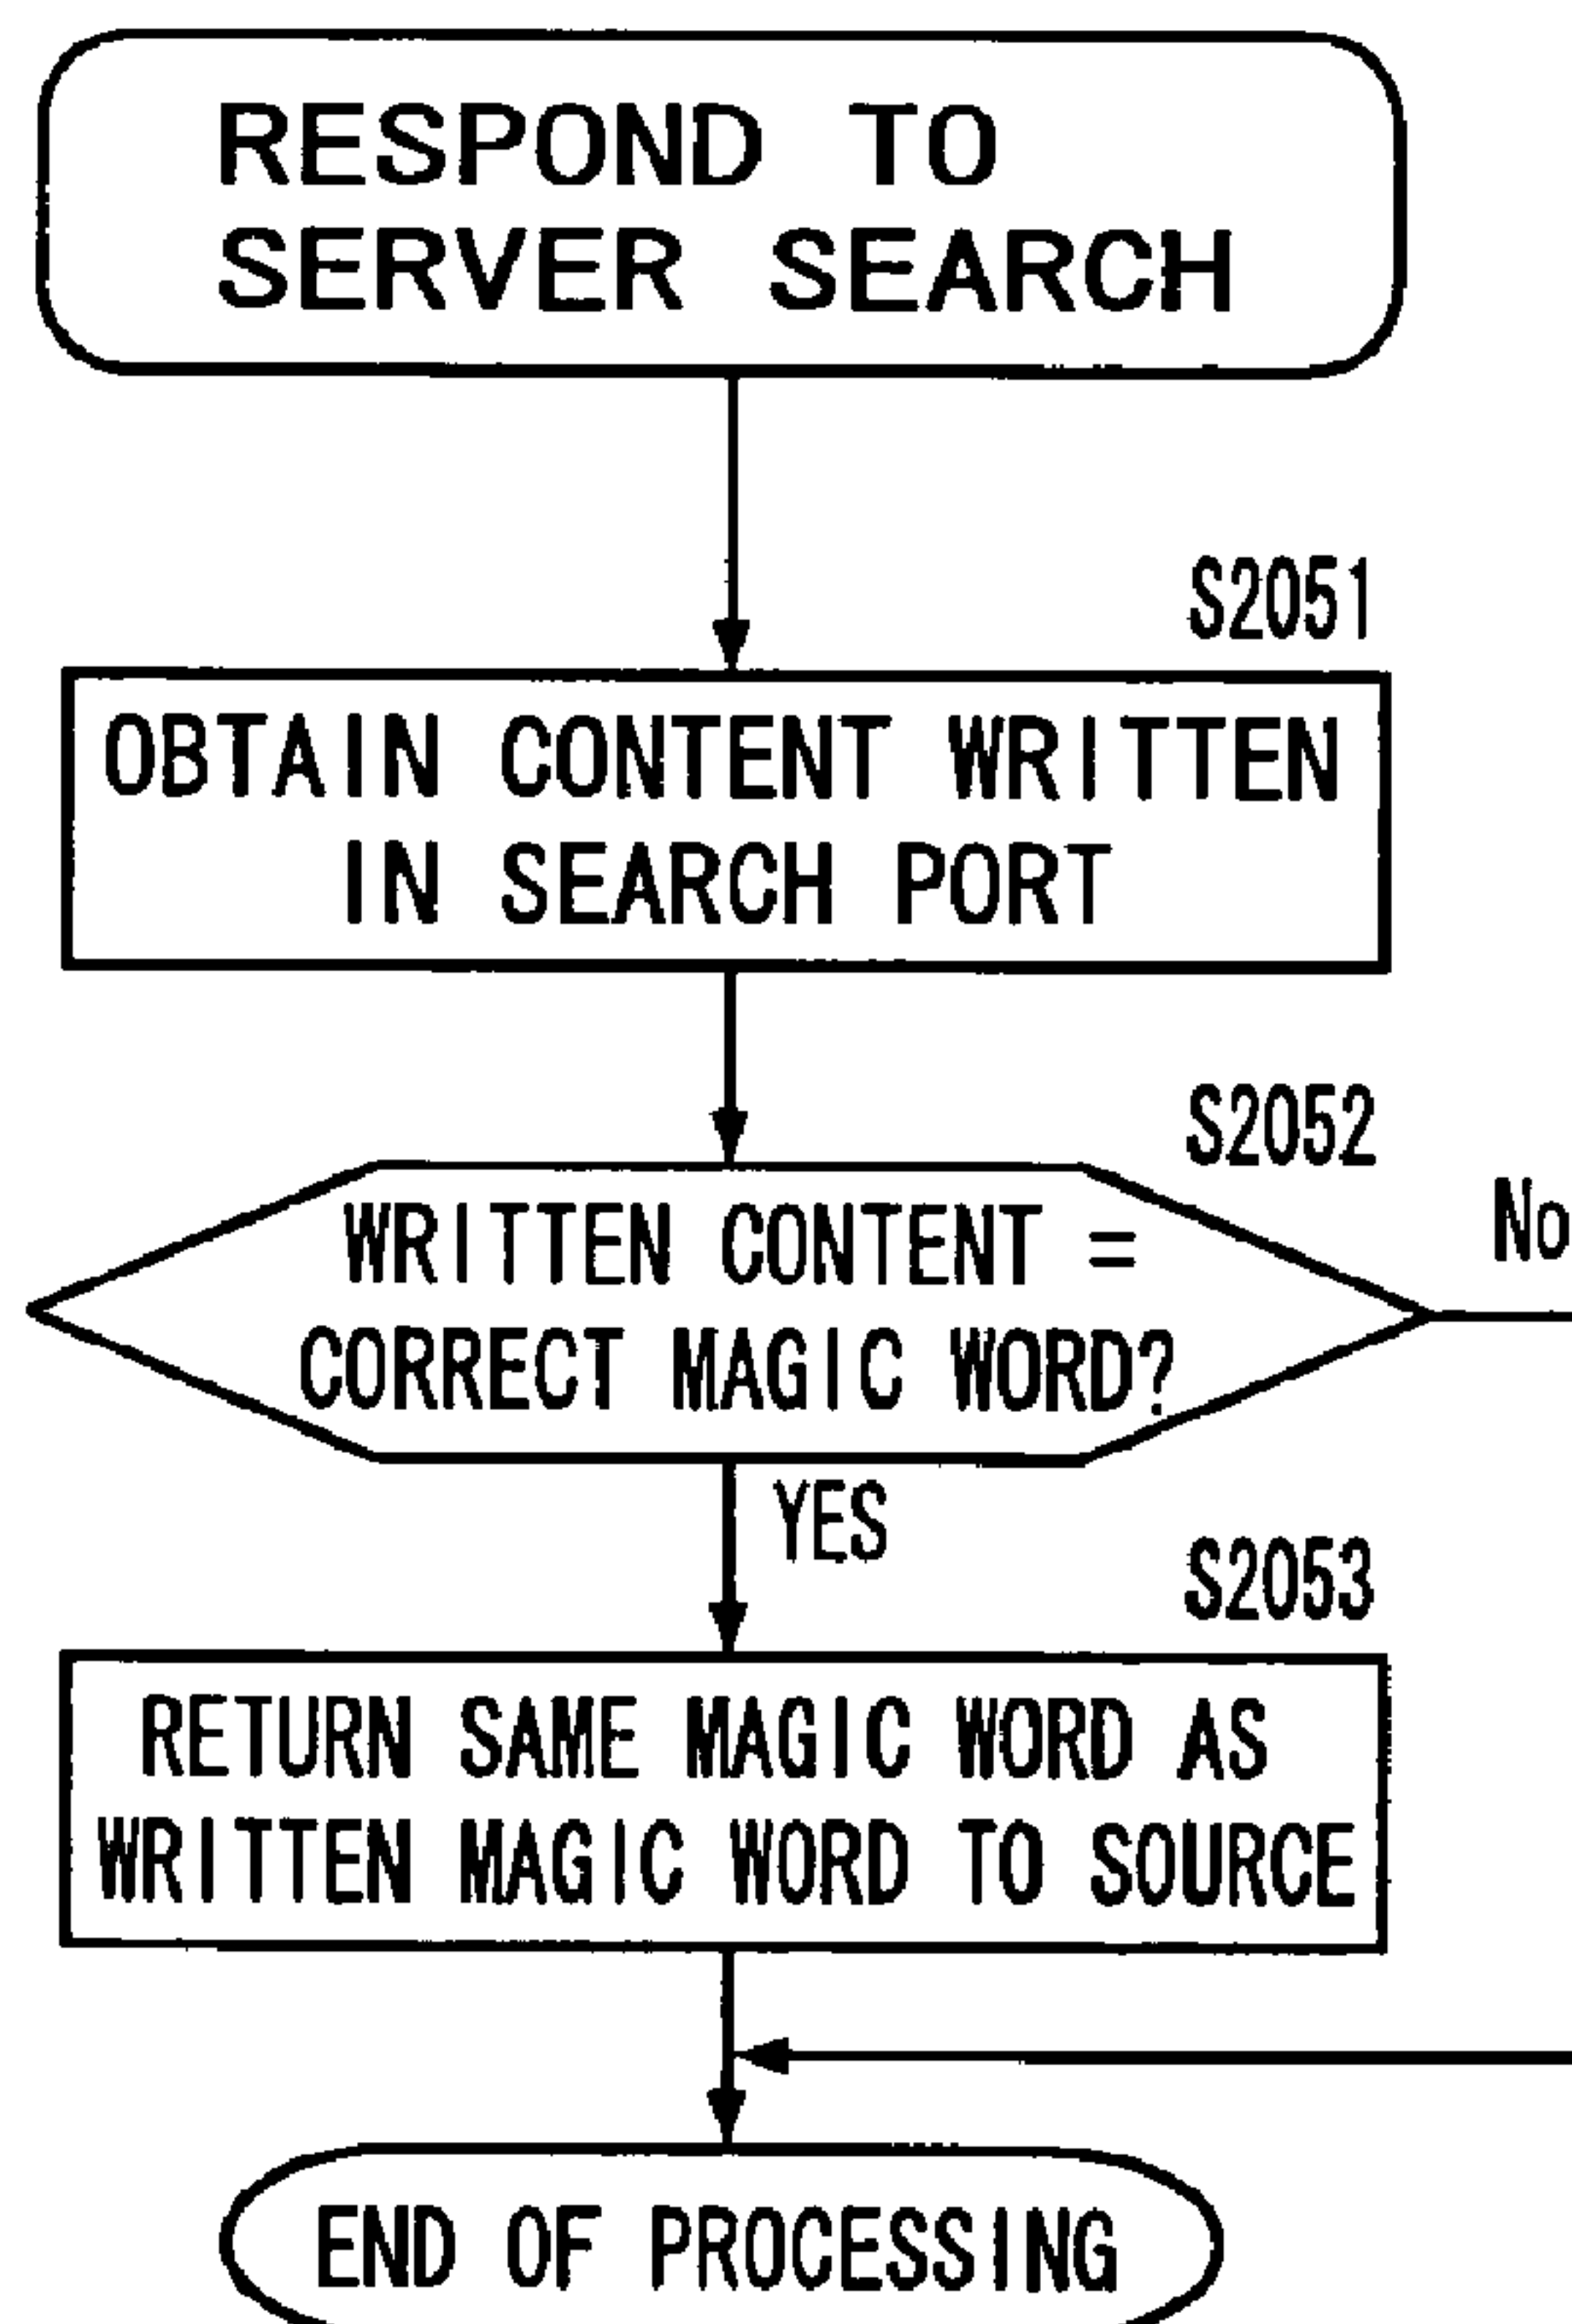 RESPOND TO
SERVER SEARCH
S2051
OBTAIN CONTENT WRITTEN
IN SEARCH PORT
S2052
WRITTEN CONTENT =
CORRECT MAGIC WORD?
No
YES
S2053
RETURN SAME MAGIC WORD AS
WRITTEN MAGIC WORD TO SOURCE
END OF PROCESSING